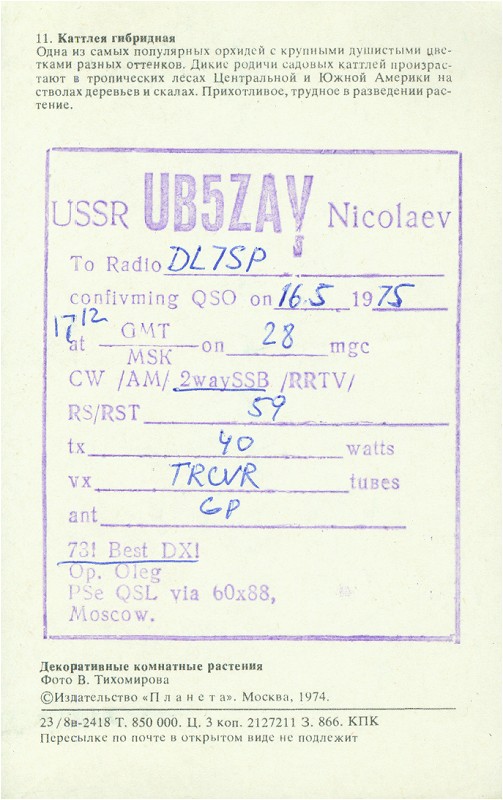 11. Каттлея гибридная
Одна из самых популярных орхидей с крупными душистыми цве-
тками разных оттенков. Дикие родичи садовых каттлей произрас-
тают в тропических лесах Центральной и Южной Америки на
стволах деревьев и скалах. Прихотливое, трудное в разведении рас-
тение.
USSR UB5ZAY Nicolaev
To Radio DL7SP
confivming QSO on 16.5 1975
1712
at GMT on 28 mgc
MSK
CW /AM/ 2waySSB /RRTV/
RS/RST 59
tx 40 watts
vx TRCVR tuBes
ant GP
73! Best DX!
Op. Oleg
PSe QSL via 60x88,
Moscow.
Декоративные комнатные растения
Фото В. Тихомирова
©Издательство «Планета». Москва, 1974.
23/8в-2418 Т. 850 000. Ц. 3 коп. 2127211 З. 866. КПК
Пересылке по почте в открытом виде не подлежит